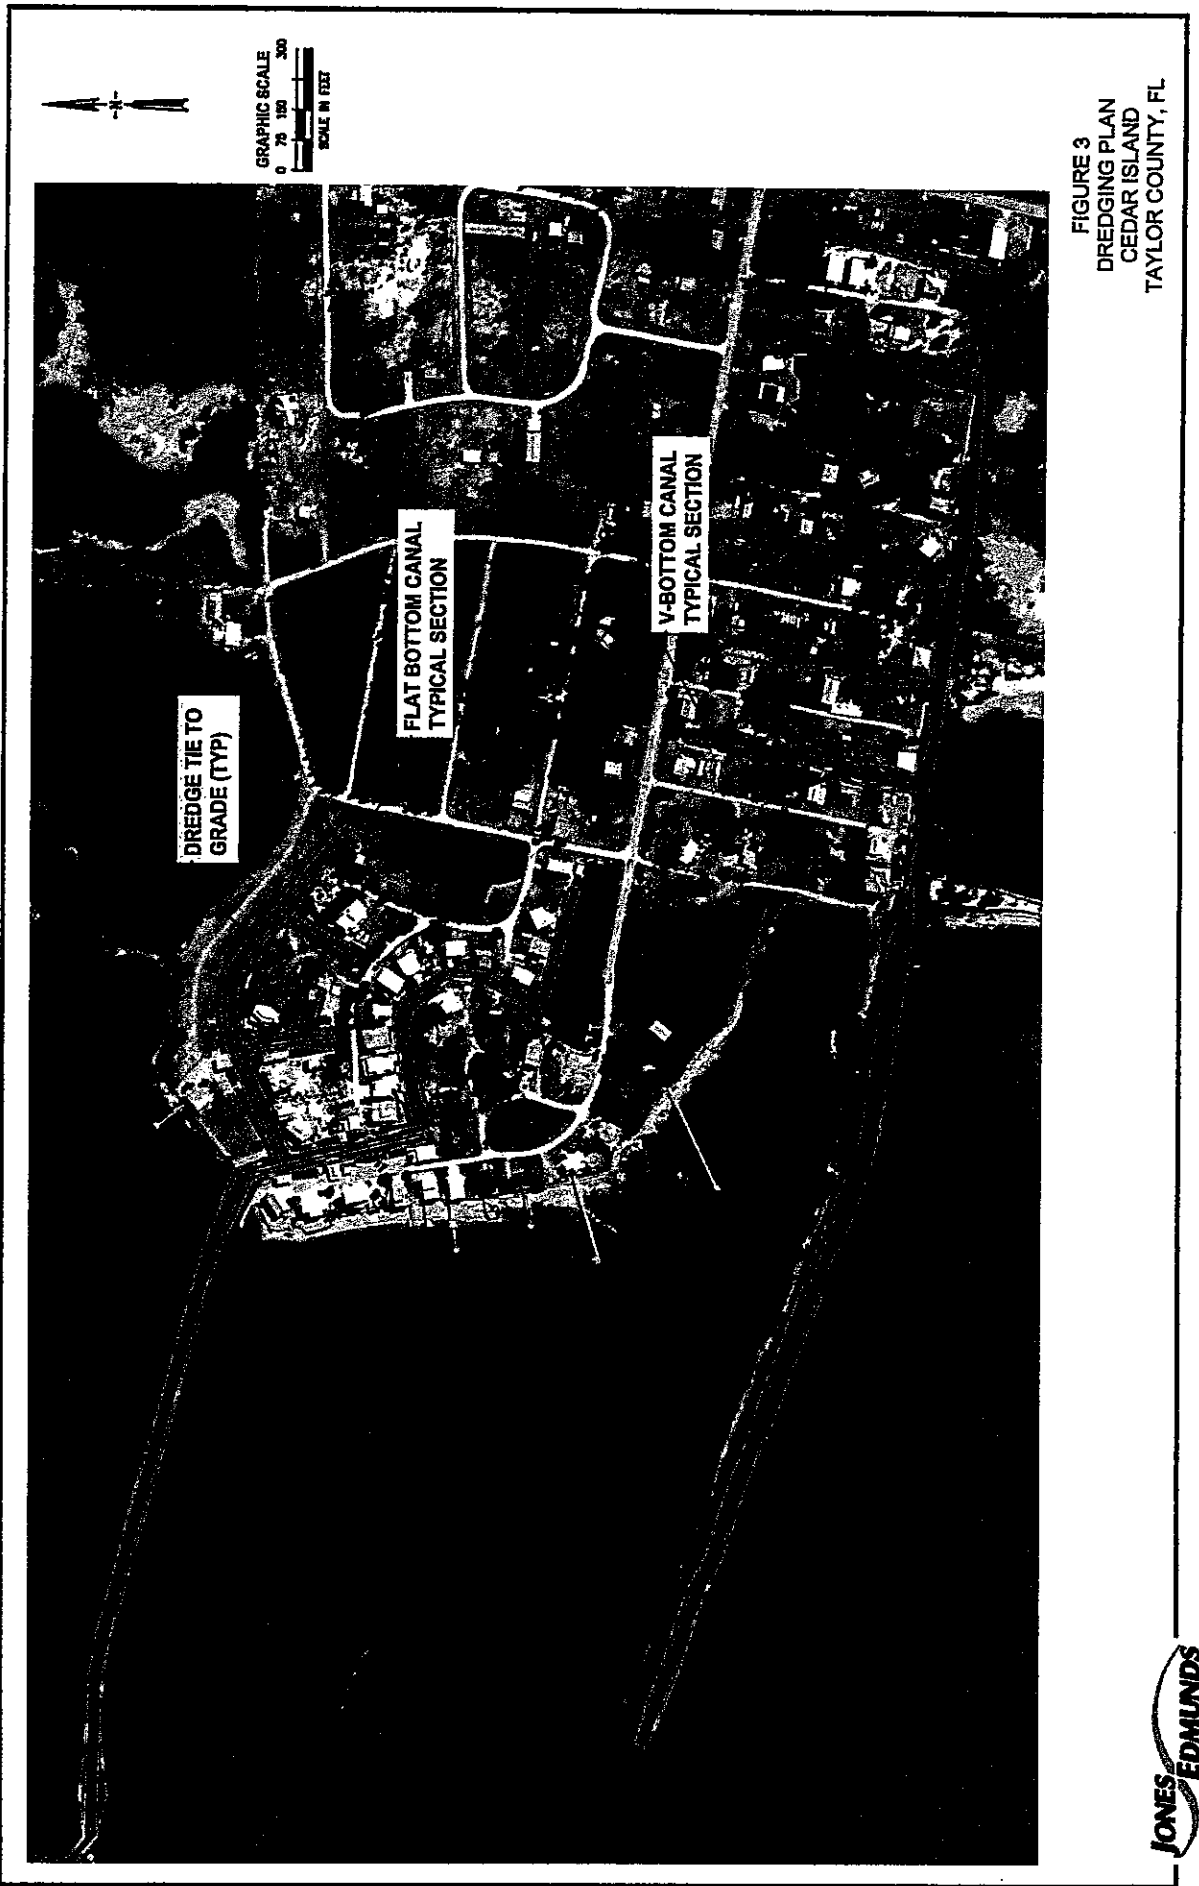 -N-
GRAPHIC SCALE
0 75 150 300
SCALE IN FEET
DREDGE TIE TO
GRADE (TYP)
FLAT BOTTOM CANAL
TYPICAL SECTION
V-BOTTOM CANAL
TYPICAL SECTION
FIGURE 3
DREDGING PLAN
CEDAR ISLAND
TAYLOR COUNTY, FL
JONES
EDMUNDS